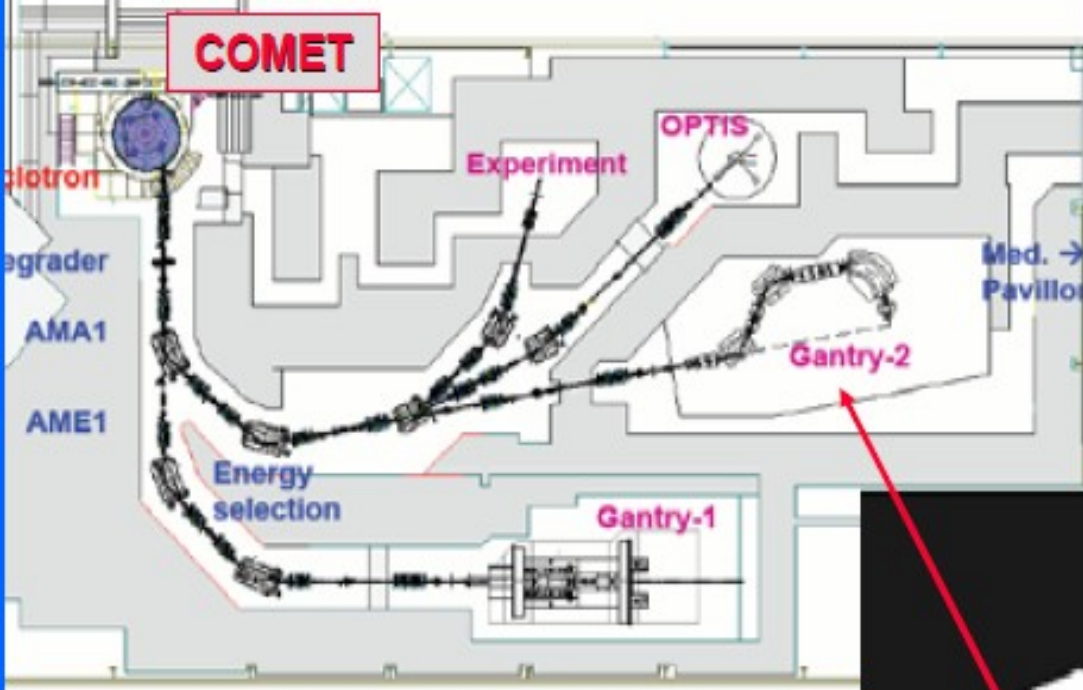 COMET
OPTIS
Experiment
clotron
egrader
Med. →
Pavillon
AMA1
Gantry-2
AME1
Energy
selection
Gantry-1